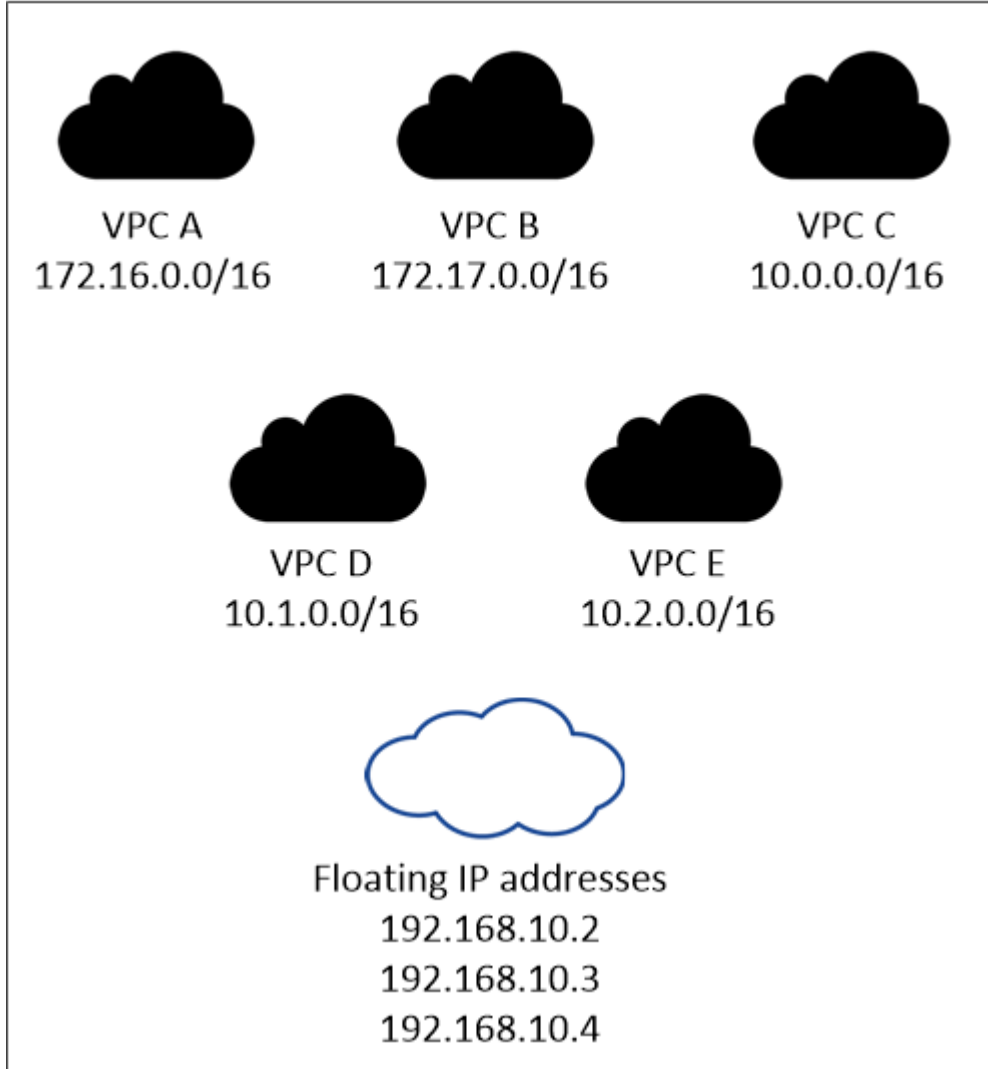 VPC A
172.16.0.0/16
VPC B
172.17.0.0/16
VPC C
10.0.0.0/16
VPC D
10.1.0.0/16
VPC E
10.2.0.0/16
Floating IP addresses
192.168.10.2
192.168.10.3
192.168.10.4